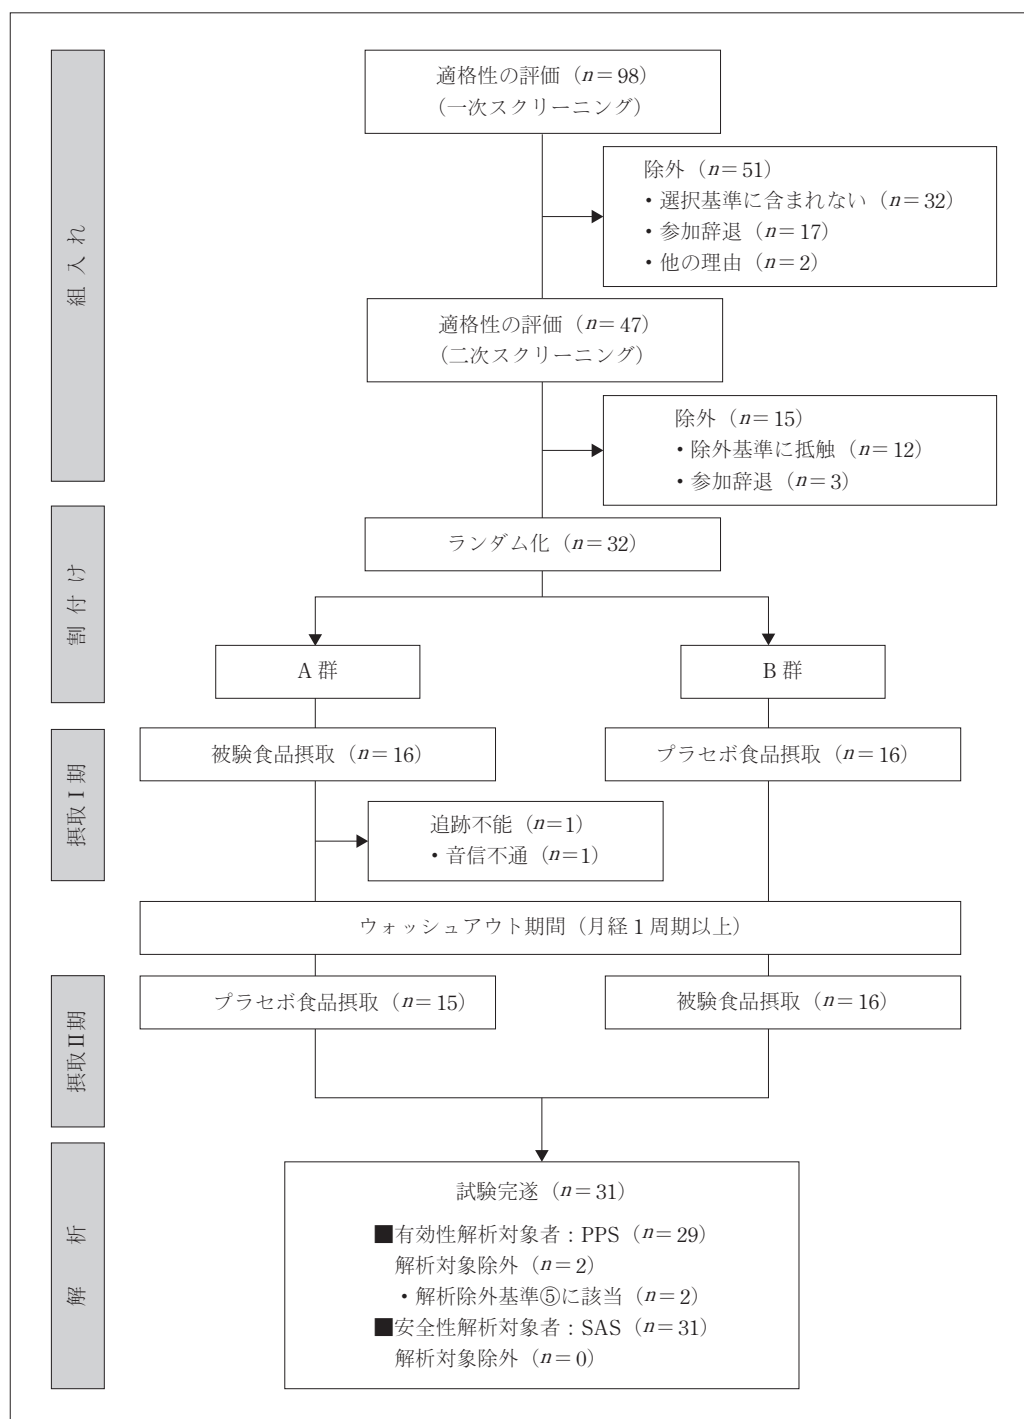 組入れ
適格性の評価（n＝98）
（一次スクリーニング）
除外（n＝51）
・選択基準に含まれない（n＝32）
・参加辞退（n＝17）
・他の理由（n＝2）
適格性の評価（n＝47）
（二次スクリーニング）
除外（n＝15）
・除外基準に抵触（n＝12）
・参加辞退（n＝3）
割付け
ランダム化（n＝32）
A 群
B 群
摂取Ⅰ期
被験食品摂取（n＝16）
プラセボ食品摂取（n＝16）
追跡不能（n＝1）
・音信不通（n＝1）
ウォッシュアウト期間（月経 1 周期以上）
摂取Ⅱ期
プラセボ食品摂取（n＝15）
被験食品摂取（n＝16）
解析
試験完遂（n＝31）
■有効性解析対象者：PPS（n＝29）
解析対象除外（n＝2）
・解析除外基準⑤に該当（n＝2）
■安全性解析対象者：SAS（n＝31）
解析対象除外（n＝0）